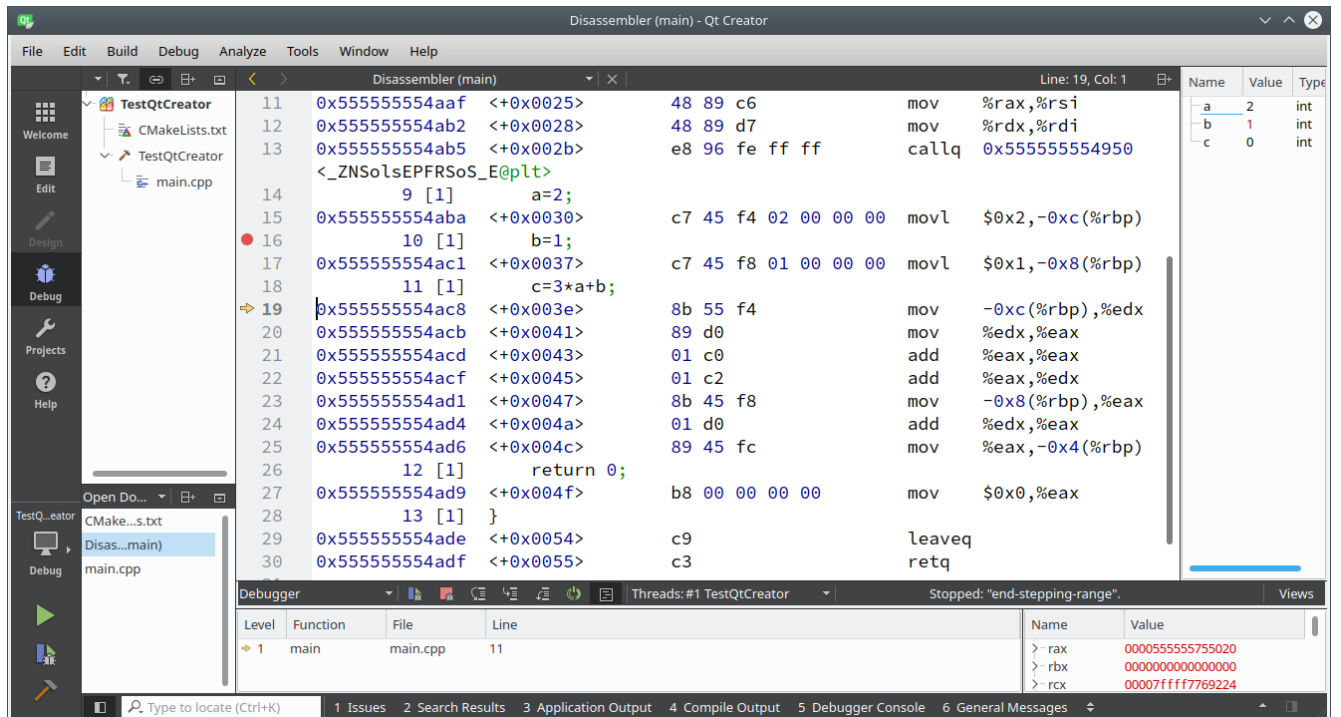 Qt
Disassembler (main) - Qt Creator
File Edit Build Debug Analyze Tools Window Help
Disassembler (main) Line: 19, Col: 1
Welcome
Edit
Design
Debug
Projects
Help
TestQ...eator
Debug
TestQtCreator
CMakeLists.txt
TestQtCreator
main.cpp
Open Do...
CMake...s.txt
Disas...main)
main.cpp
11 0x555555554aaf <+0x0025> 48 89 c6 mov %rax,%rsi
12 0x555555554ab2 <+0x0028> 48 89 d7 mov %rdx,%rdi
13 0x555555554ab5 <+0x002b> e8 96 fe ff ff callq 0x555555554950
<_ZNSolsEPFRSoS_E@plt>
14 9 [1] a=2;
15 0x555555554aba <+0x0030> c7 45 f4 02 00 00 00 movl $0x2,-0xc(%rbp)
16 10 [1] b=1;
17 0x555555554ac1 <+0x0037> c7 45 f8 01 00 00 00 movl $0x1,-0x8(%rbp)
18 11 [1] c=3*a+b;
19 0x555555554ac8 <+0x003e> 8b 55 f4 mov -0xc(%rbp),%edx
20 0x555555554acb <+0x0041> 89 d0 mov %edx,%eax
21 0x555555554acd <+0x0043> 01 c0 add %eax,%eax
22 0x555555554acf <+0x0045> 01 c2 add %eax,%edx
23 0x555555554ad1 <+0x0047> 8b 45 f8 mov -0x8(%rbp),%eax
24 0x555555554ad4 <+0x004a> 01 d0 add %edx,%eax
25 0x555555554ad6 <+0x004c> 89 45 fc mov %eax,-0x4(%rbp)
26 12 [1] return 0;
27 0x555555554ad9 <+0x004f> b8 00 00 00 00 mov $0x0,%eax
28 13 [1] }
29 0x555555554ade <+0x0054> c9 leaveq
30 0x555555554adf <+0x0055> c3 retq
Name Value Type
a 2 int
b 1 int
c 0 int
Debugger Threads: #1 TestQtCreator Stopped: "end-stepping-range". Views
Level Function File Line
1 main main.cpp 11
Name Value
rax 0000555555755020
rbx 0000000000000000
rcx 00007ffff7769224
Type to locate (Ctrl+K) 1 Issues 2 Search Results 3 Application Output 4 Compile Output 5 Debugger Console 6 General Messages